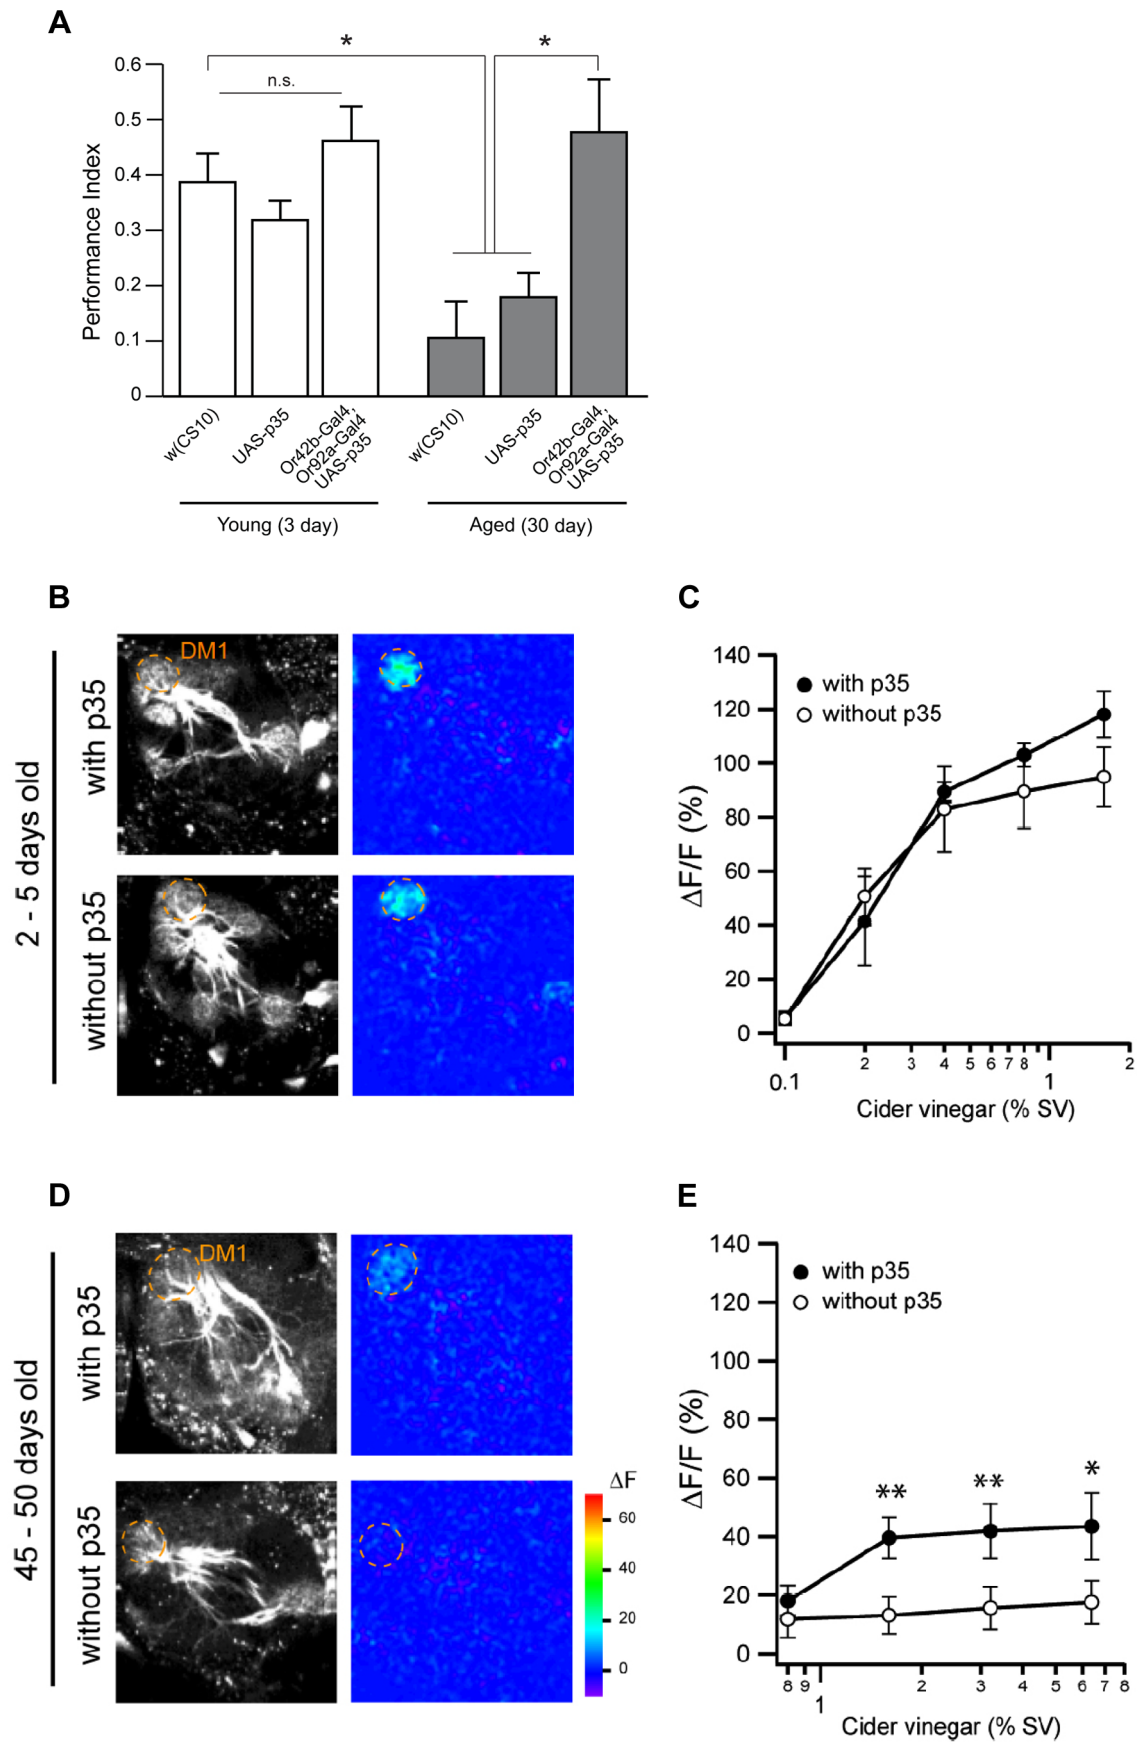 A
*
*
n.s.
0.6
0.5
0.4
0.3
0.2
0.1
0
Performance Index
w(CS10)
UAS-p35
Or42b-Gal4,
Or92a-Gal4
UAS-p35
w(CS10)
UAS-p35
Or42b-Gal4,
Or92a-Gal4
UAS-p35
Young (3 day)
Aged (30 day)
B
2 - 5 days old
with p35
without p35
DM1
C
140
120
100
80
60
40
20
0
ΔF/F (%)
with p35
without p35
0.1
2
3
4
5
6
7
8
1
2
Cider vinegar (% SV)
D
45 - 50 days old
with p35
without p35
DM1
ΔF
60
40
20
0
E
140
120
100
80
60
40
20
0
ΔF/F (%)
with p35
without p35
**
**
*
8
9
1
2
3
4
5
6
7
8
Cider vinegar (% SV)